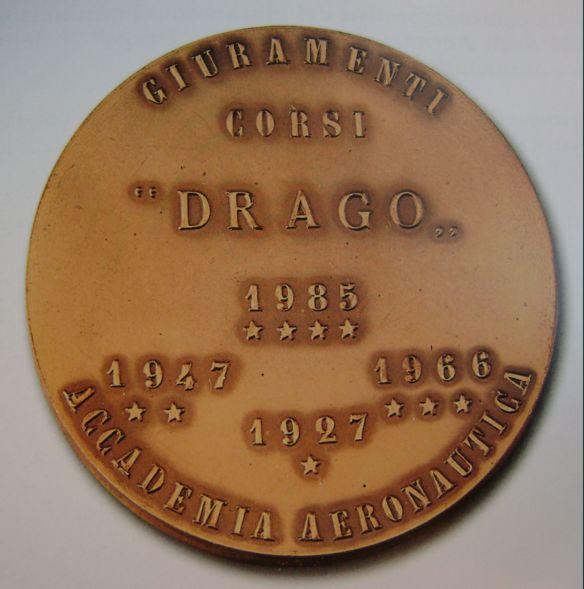 GIURAMENTI
CORSI
"DRAGO„
1985
★★★★
1947
★★
1966
★★★
1927
★
ACCADEMIA AERONAUTICA